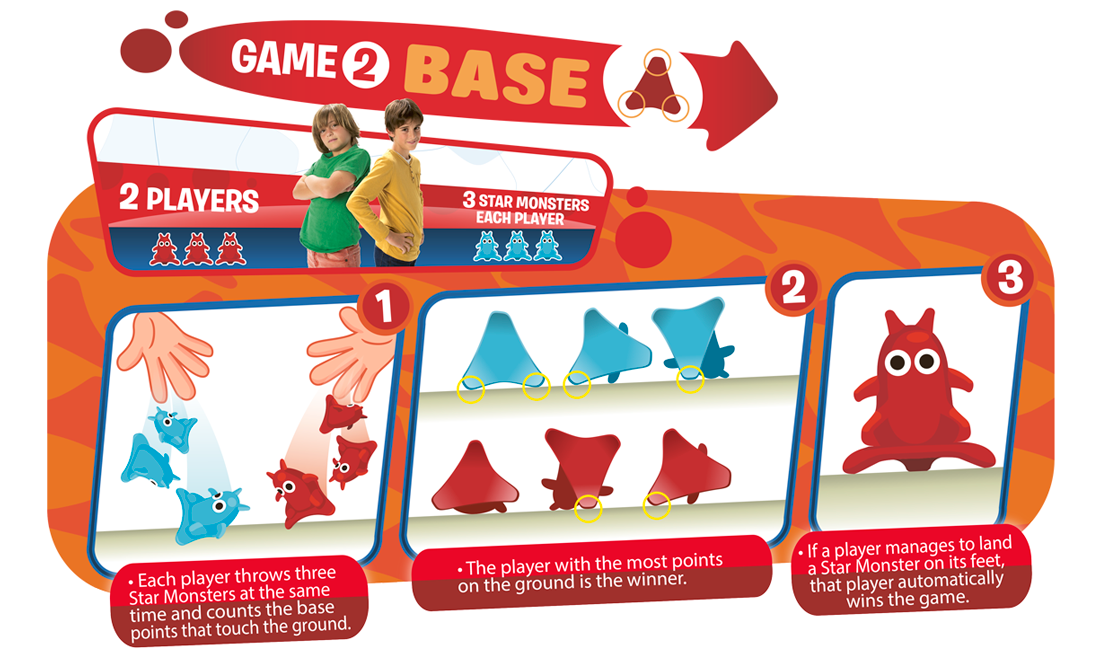 GAME 2 BASE
2 PLAYERS
3 STAR MONSTERS
EACH PLAYER
1
2
3
• Each player throws three
Star Monsters at the same
time and counts the base
points that touch the ground.
• The player with the most points
on the ground is the winner.
• If a player manages to land
a Star Monster on its feet,
that player automatically
wins the game.